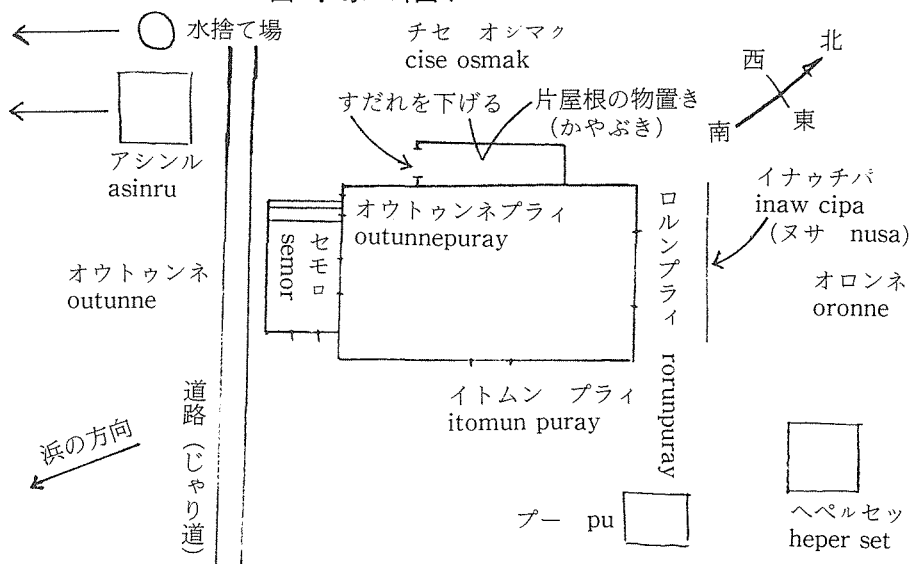 水捨て場
チセ オシマク
cise osmak
北
西
東
南
すだれを下げる
片屋根の物置き
(かやぶき)
アシンル
asinru
イナゥチパ
inaw cipa
(ヌサ nusa)
オウトゥンネプライ
outunnepuray
セモロ
semor
ロルンプライ
rorunpuray
オウトゥンネ
outunne
オロンネ
oronne
イトムン プライ
itomun puray
道路(じゃり道)
浜の方向
プー pu
ヘペルセッ
heper set